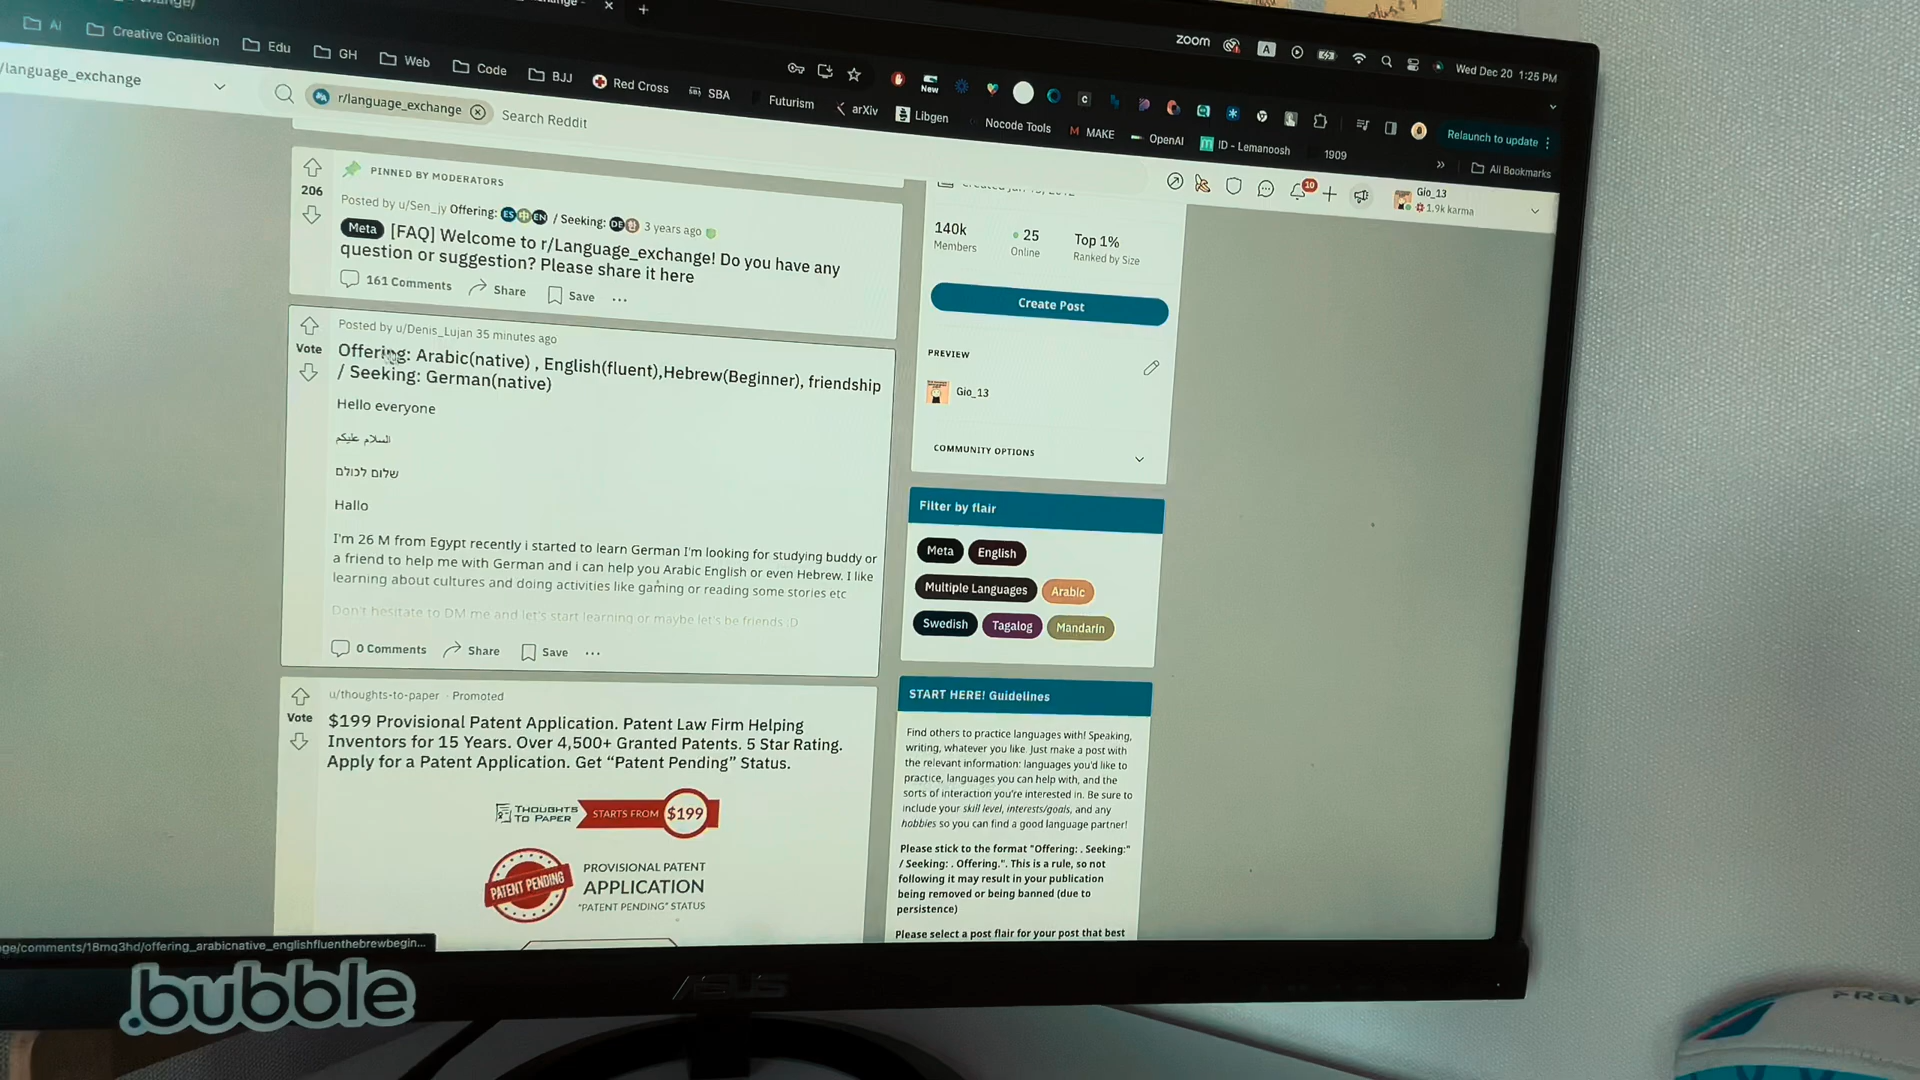 zoom
Wed Dec 20 1:25 PM
Ai
Creative Coalition
Edu
GH
Web
Code
BJJ
Red Cross
SBA
Futurism
arXiv
Libgen
Nocode Tools
MAKE
OpenAI
ID - Lemanoosh
1909
New
Relaunch to update
All Bookmarks
/language_exchange
r/language_exchange
Search Reddit
10
Gio_13
1.9k karma
PINNED BY MODERATORS
206
Posted by u/Sen_jy Offering: ES EN / Seeking: DE 3 years ago
Meta [FAQ] Welcome to r/Language_exchange! Do you have any
question or suggestion? Please share it here
161 Comments Share Save ...
Posted by u/Denis_Lujan 35 minutes ago
Vote
Offering: Arabic(native) , English(fluent),Hebrew(Beginner), friendship
/ Seeking: German(native)
Hello everyone
السلام عليكم
שלום לכולם
Hallo
I'm 26 M from Egypt recently i started to learn German I'm looking for studying buddy or
a friend to help me with German and i can help you Arabic English or even Hebrew. I like
learning about cultures and doing activities like gaming or reading some stories etc
Don't hesitate to DM me and let's start learning or maybe let's be friends :D
0 Comments Share Save ...
u/thoughts-to-paper · Promoted
Vote
$199 Provisional Patent Application. Patent Law Firm Helping
Inventors for 15 Years. Over 4,500+ Granted Patents. 5 Star Rating.
Apply for a Patent Application. Get “Patent Pending” Status.
THOUGHTS
TO PAPER
STARTS FROM $199
PATENT PENDING
PROVISIONAL PATENT
APPLICATION
"PATENT PENDING" STATUS
140k
Members
25
Online
Top 1%
Ranked by Size
Create Post
PREVIEW
Gio_13
COMMUNITY OPTIONS
Filter by flair
Meta
English
Multiple Languages
Arabic
Swedish
Tagalog
Mandarin
START HERE! Guidelines
Find others to practice languages with! Speaking,
writing, whatever you like. Just make a post with
the relevant information: languages you'd like to
practice, languages you can help with, and the
sorts of interaction you're interested in. Be sure to
include your skill level, interests/goals, and any
hobbies so you can find a good language partner!
Please stick to the format "Offering: . Seeking:"
/ Seeking: . Offering.". This is a rule, so not
following it may result in your publication
being removed or being banned (due to
persistence)
Please select a post flair for your post that best
ge/comments/18mq3hd/offering_arabicnative_englishfluenthebrewbegin...
.bubble
ASUS